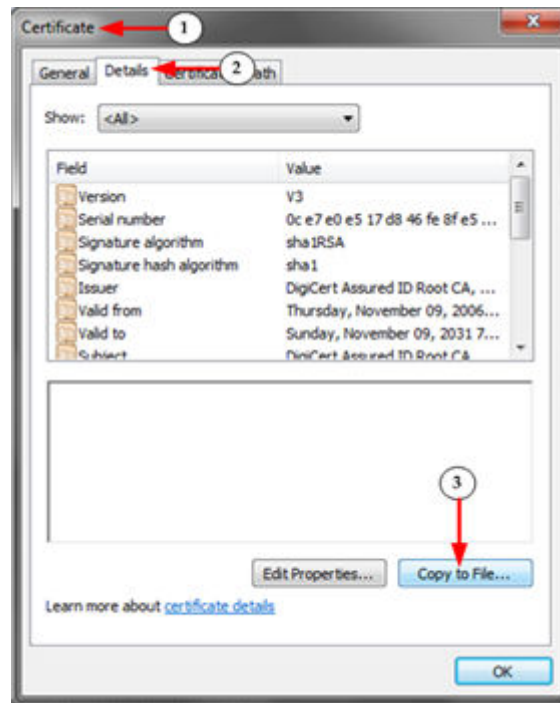 Certificate 1
General Details Certificat 2 ath
Show: <All>
Field Value
Version V3
Serial number 0c e7 e0 e5 17 d8 46 fe 8f e5 ...
Signature algorithm sha1RSA
Signature hash algorithm sha1
Issuer DigiCert Assured ID Root CA, ...
Valid from Thursday, November 09, 2006...
Valid to Sunday, November 09, 2031 7...
Subject DigiCert Assured ID Root CA
3
Edit Properties... Copy to File...
Learn more about certificate details
OK